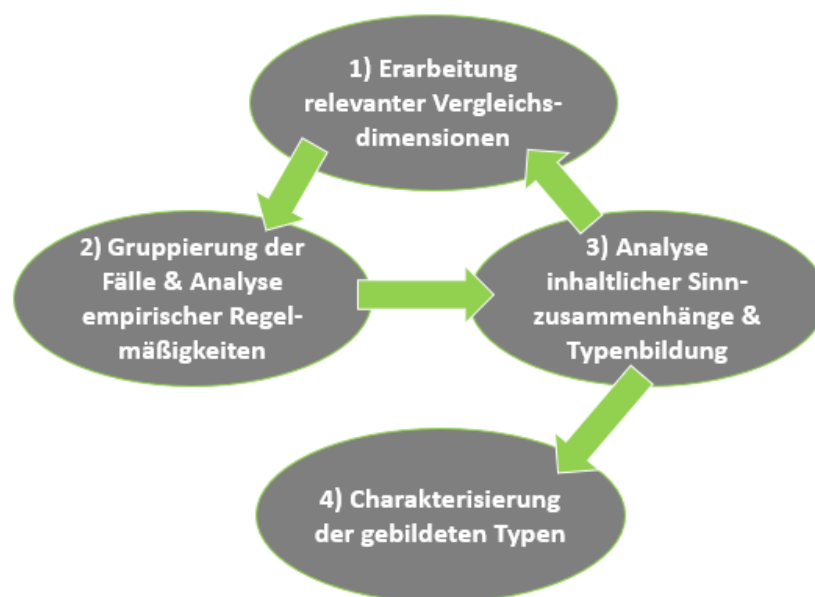 1) Erarbeitung
relevanter Vergleichs-
dimensionen
2) Gruppierung der
Fälle & Analyse
empirischer Regel-
mäßigkeiten
3) Analyse
inhaltlicher Sinn-
zusammenhänge &
Typenbildung
4) Charakterisierung
der gebildeten Typen